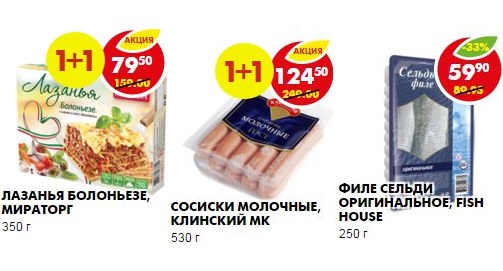 1+1
АКЦИЯ
79 50
159.00
Лазанья
Болоньезе
ЛАЗАНЬЯ БОЛОНЬЕЗЕ,
МИРАТОРГ
350 г
1+1
АКЦИЯ
124 50
249.00
МОЛОЧНЫЕ
ГОСТ
СОСИСКИ МОЛОЧНЫЕ,
КЛИНСКИЙ МК
530 г
-33%
59 90
89.95
Сельдь
филе
оригинальное
ФИЛЕ СЕЛЬДИ
ОРИГИНАЛЬНОЕ, FISH
HOUSE
250 г